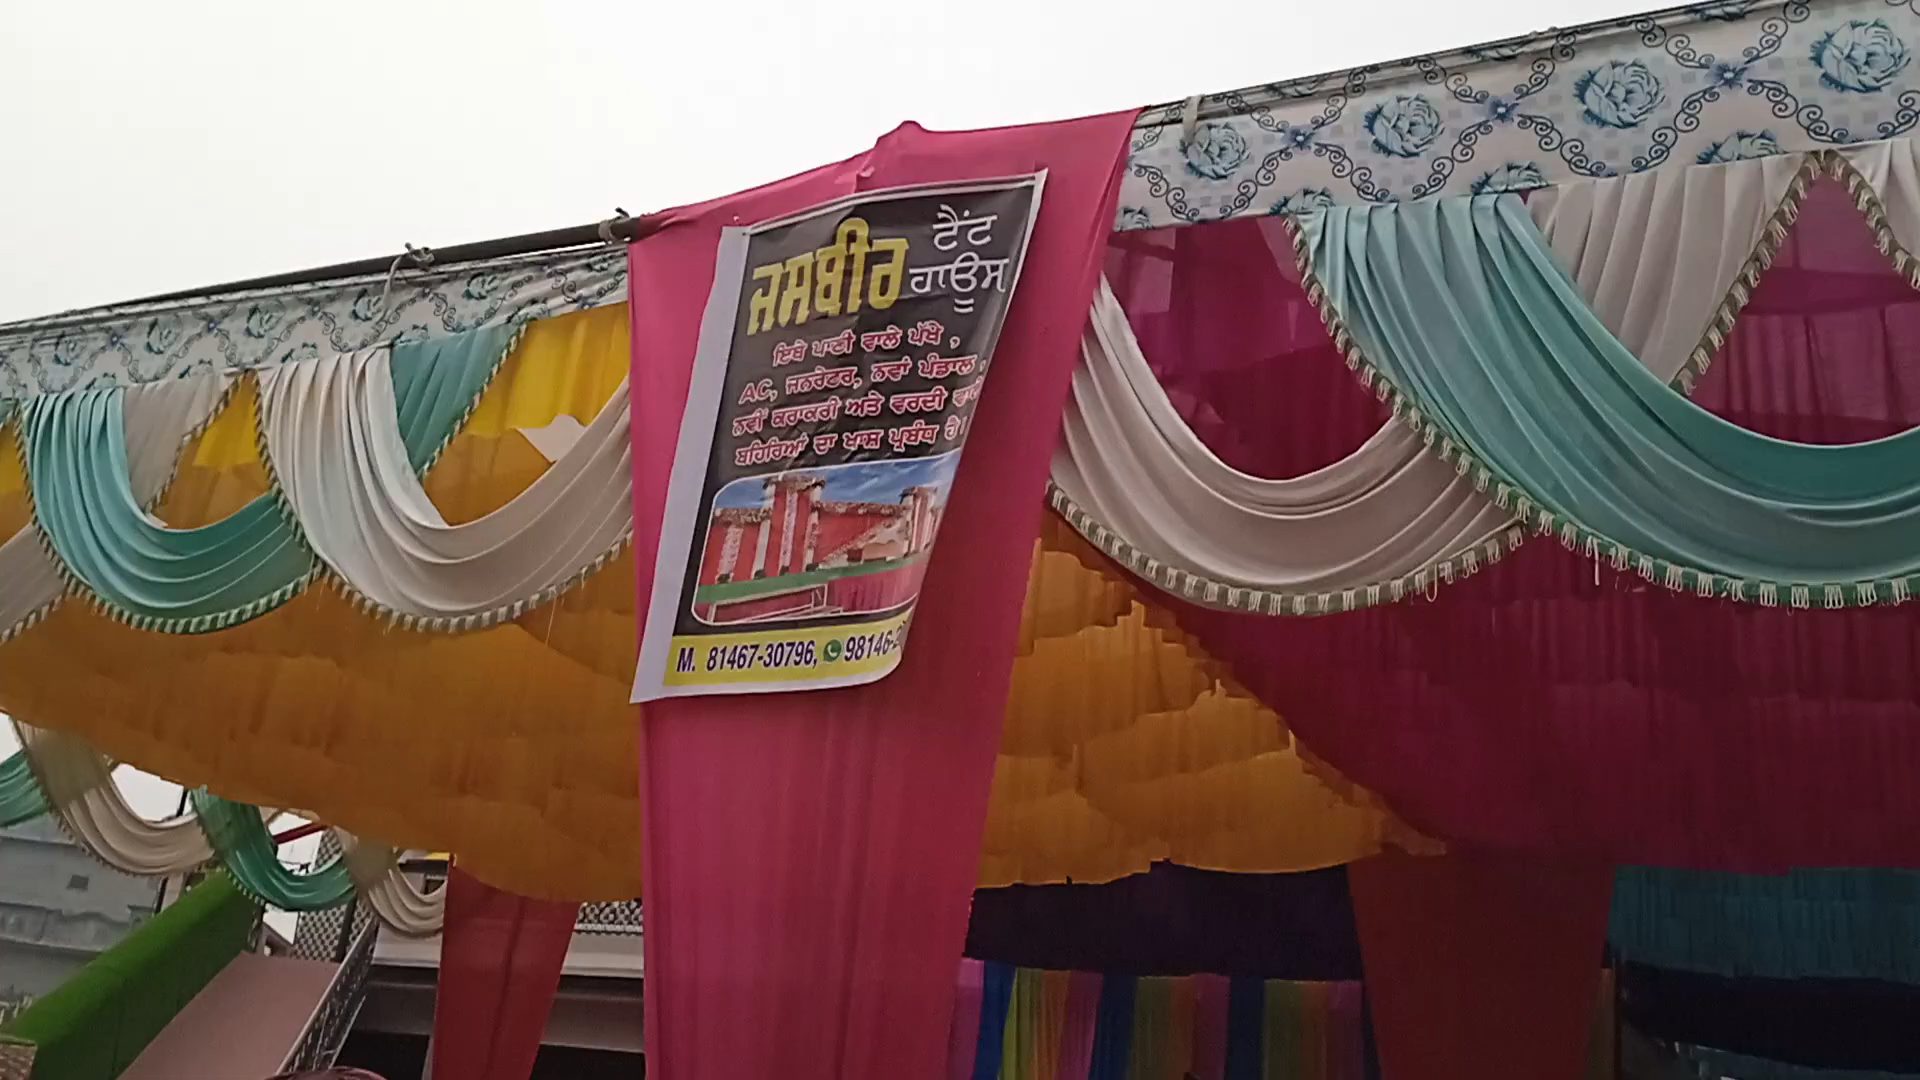 ਜਸਬੀਰ ਟੈਂਟ ਹਾਊਸ
ਇਥੇ ਪਾਣੀ ਵਾਲੇ ਪੱਖੇ ,
AC, ਜਨਰੇਟਰ, ਨਵਾਂ ਪੰਡਾਲ ,
ਨਵੀਂ ਕਰਾਕਰੀ ਅਤੇ ਵਰਦੀ ਵਾਲੇ
ਬਹਿਰਿਆਂ ਦਾ ਖਾਸ ਪ੍ਰਬੰਧ ਹੈ।
M. 81467-30796, 98146-